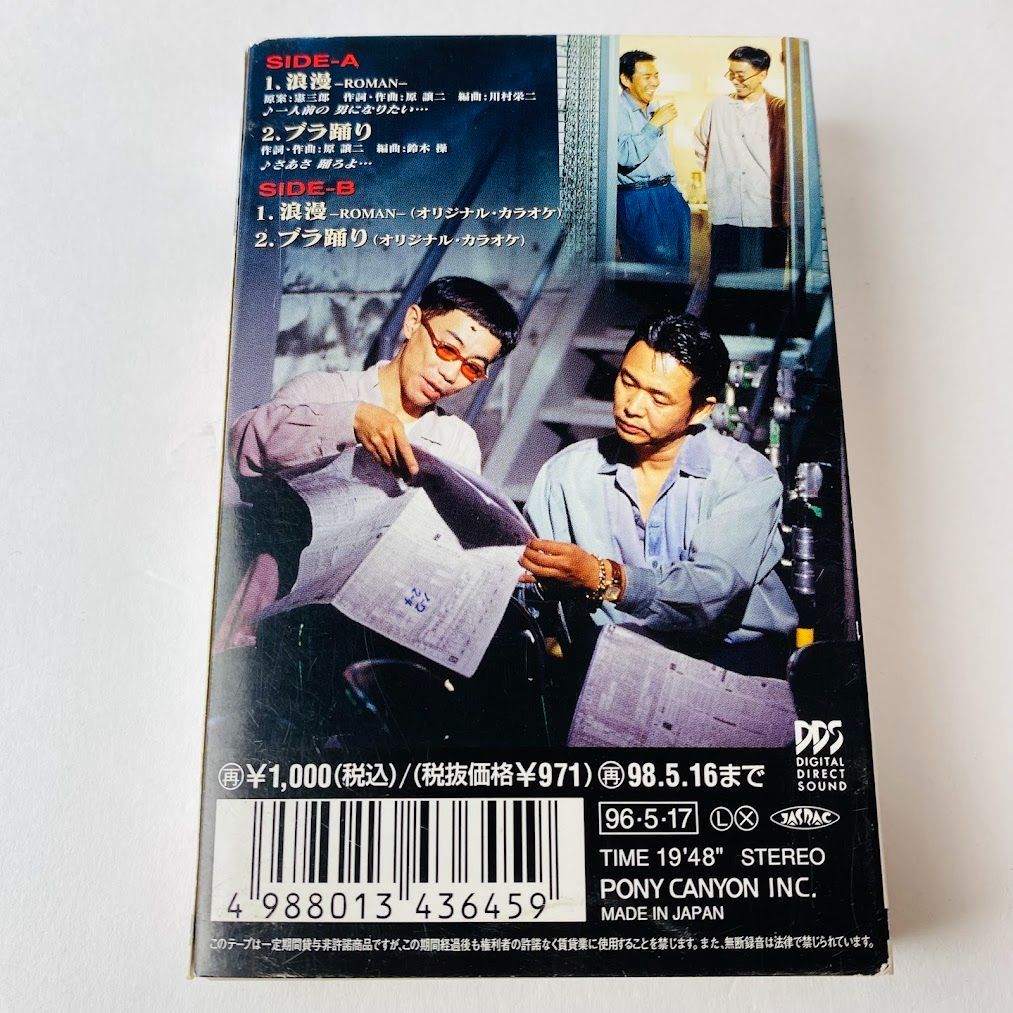 SIDE-A
1. 浪漫 –ROMAN–
原案:憲三郎 作詞・作曲:原 譲二 編曲:川村栄二
♪一人前の 男になりたい…
2. ブラ踊り
作詞・作曲:原 譲二 編曲:鈴木 操
♪さあさ 踊ろよ…
SIDE-B
1. 浪漫 –ROMAN– (オリジナル・カラオケ)
2. ブラ踊り (オリジナル・カラオケ)
DDS
DIGITAL
DIRECT
SOUND
再¥1,000(税込)/(税抜価格¥971) 再98.5.16まで
96・5・17 Ⓛ Ⓧ JASRAC
TIME 19'48" STEREO
PONY CANYON INC.
MADE IN JAPAN
4 988013 436459
このテープは一定期間貸与非許諾商品ですが、この期間経過後も権利者の許諾なく賃貸業に使用することを禁じます。また、無断録音は法律で禁じられています。